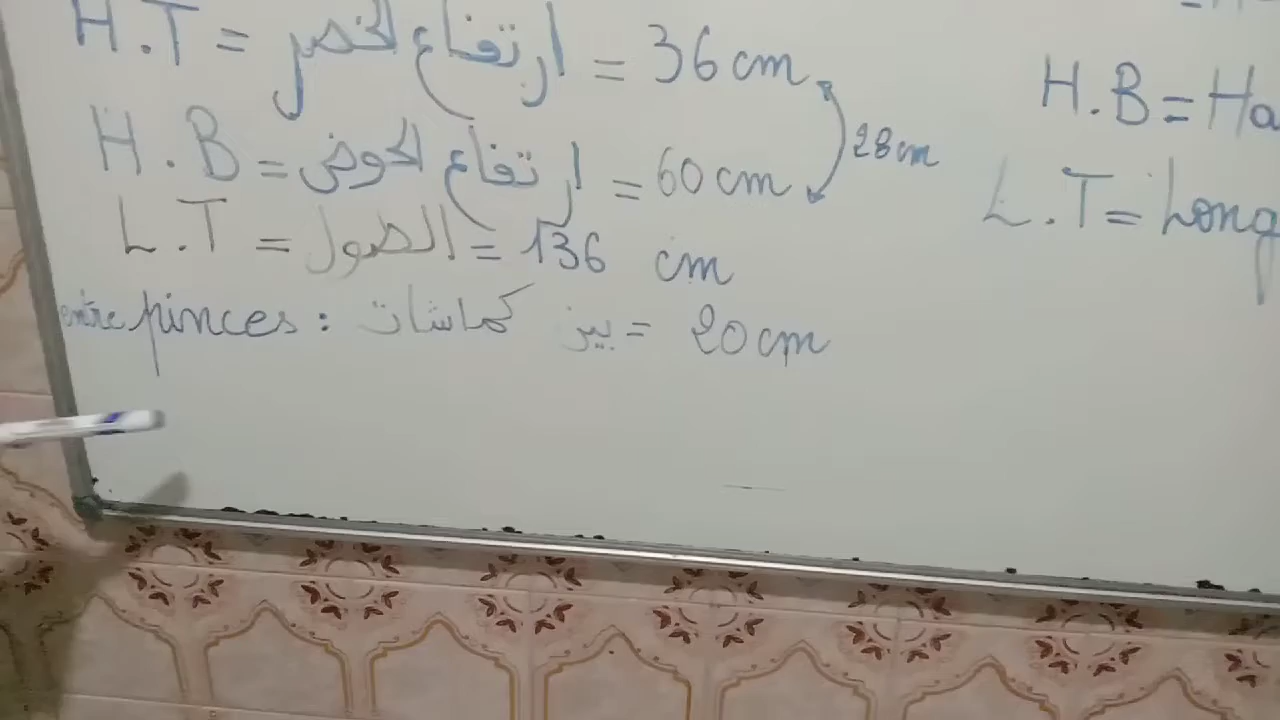 H.T = ارتفاع الخصر = 36 cm
H.B = ارتفاع الحوض = 60 cm
28 cm
L.T = الطول = 136 cm
entre pinces : بين كماشات = 20 cm
H.B = Ha
L.T = Long